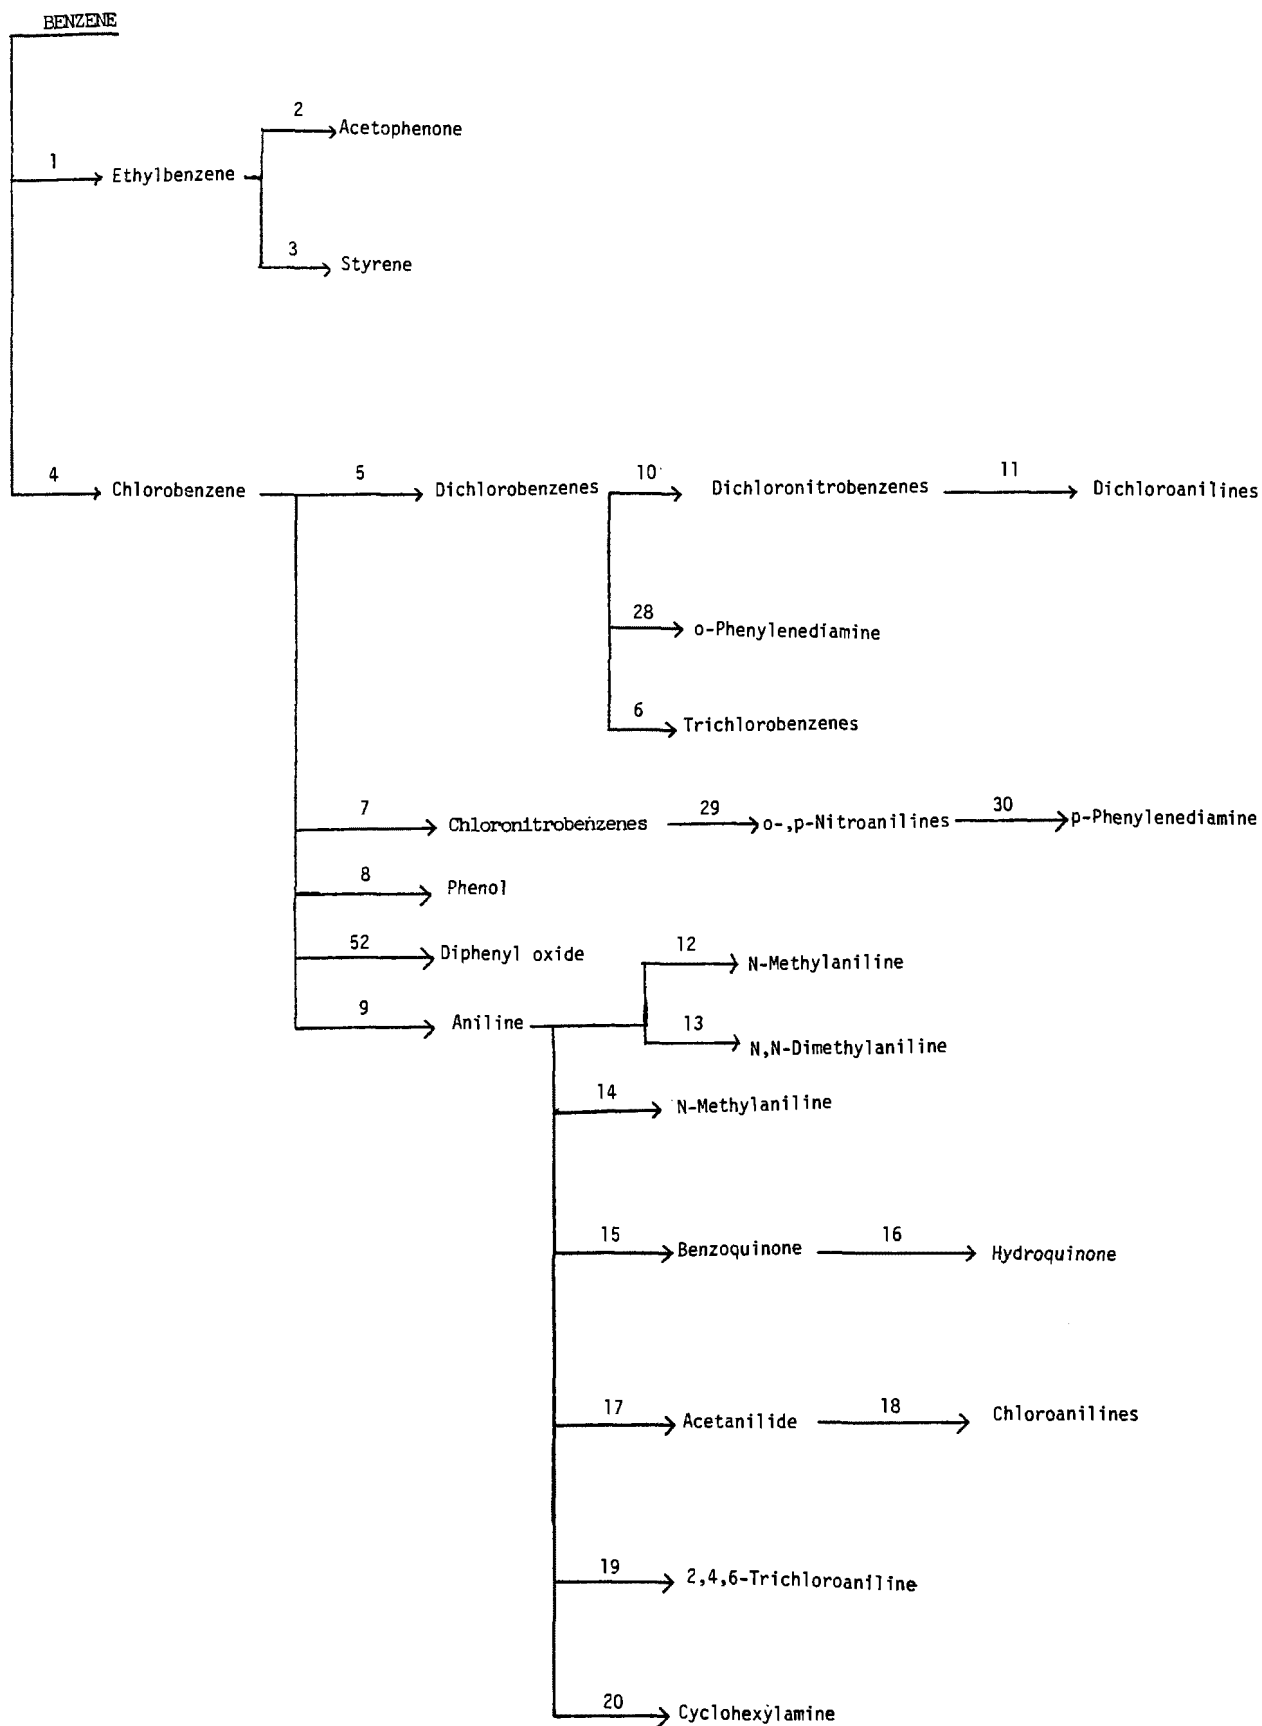 BENZENE
2
Acetophenone
1
Ethylbenzene
3
Styrene
4
Chlorobenzene
5
Dichlorobenzenes
10
Dichloronitrobenzenes
11
Dichloroanilines
28
o-Phenylenediamine
6
Trichlorobenzenes
7
Chloronitrobenzenes
29
o-,p-Nitroanilines
30
p-Phenylenediamine
8
Phenol
52
Diphenyl oxide
12
N-Methylaniline
9
Aniline
13
N,N-Dimethylaniline
14
N-Methylaniline
15
Benzoquinone
16
Hydroquinone
17
Acetanilide
18
Chloroanilines
19
2,4,6-Trichloroaniline
20
Cyclohexylamine